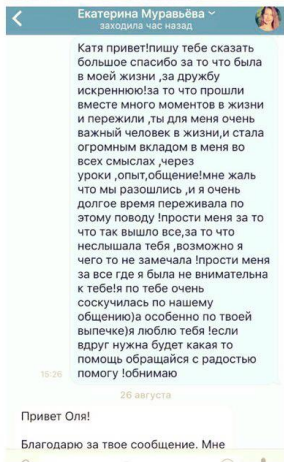 Екатерина Муравьёва
заходила час назад
Катя привет!пишу тебе сказать
большое спасибо за то что была
в моей жизни ,за дружбу
искреннюю!за то что прошли
вместе много моментов в жизни
и пережили ,ты для меня очень
важный человек в жизни,и стала
огромным вкладом в меня во
всех смыслах ,через
уроки ,опыт,общение!мне жаль
что мы разошлись ,и я очень
долгое время переживала по
этому поводу !прости меня за то
что так вышло все,за то что
неслышала тебя ,возможно я
чего то не замечала !прости меня
за все где я была не внимательна
к тебе!я по тебе очень
соскучилась по нашему
общению)а особенно по твоей
выпечке)я люблю тебя !если
вдруг нужна будет какая то
помощь обращайся с радостью
помогу !обнимаю
15:26
26 августа
Привет Оля!
Благодарю за твое сообщение. Мне